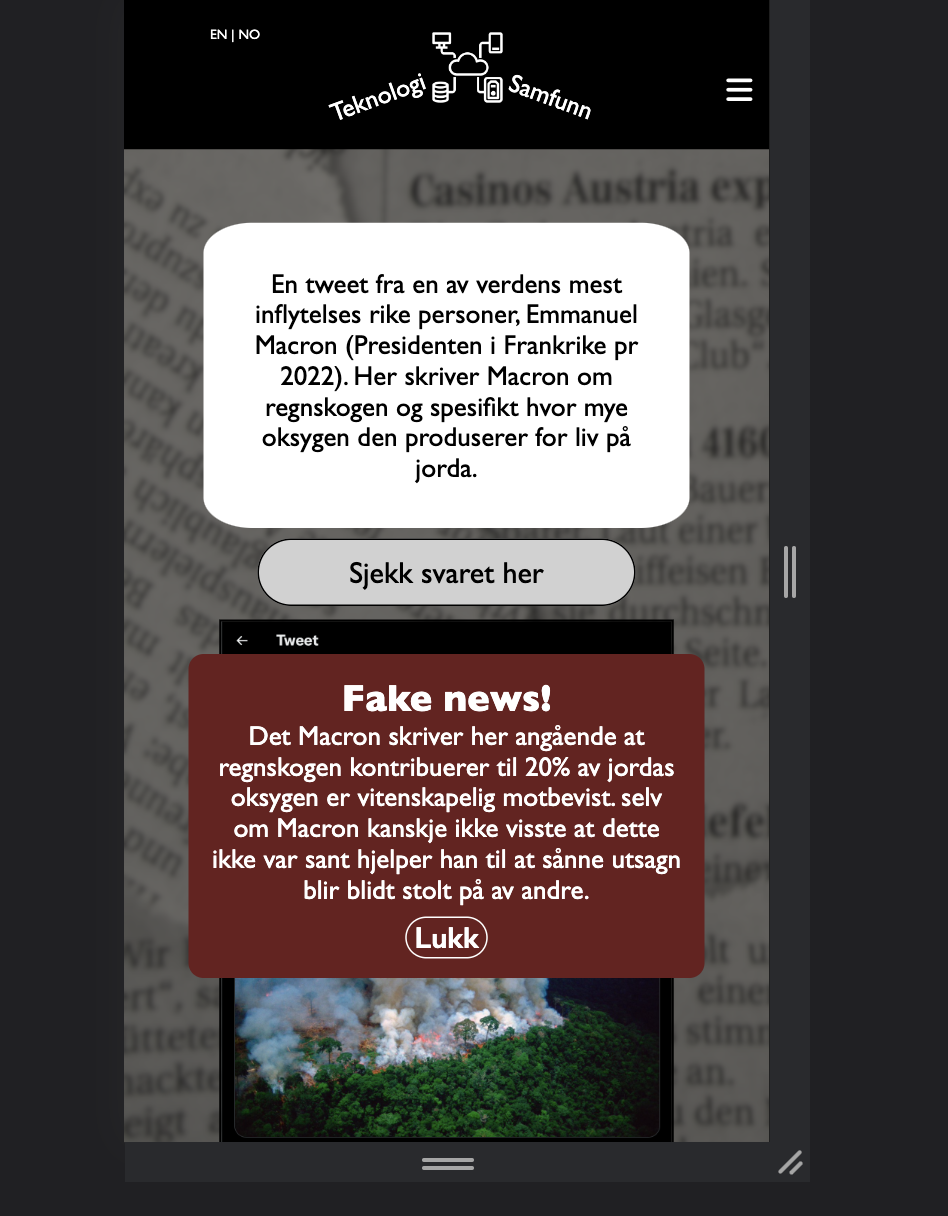 EN | NO
Teknologi Samfunn
Casinos Austria exp
En tweet fra en av verdens mest
inflytelses rike personer, Emmanuel
Macron (Presidenten i Frankrike pr
2022). Her skriver Macron om
regnskogen og spesifikt hvor mye
oksygen den produserer for liv på
jorda.
4160
Sjekk svaret her
Tweet
Fake news!
Det Macron skriver her angående at
regnskogen kontribuerer til 20% av jordas
oksygen er vitenskapelig motbevist. selv
om Macron kanskje ikke visste at dette
ikke var sant hjelper han til at sånne utsagn
blir blidt stolt på av andre.
Lukk